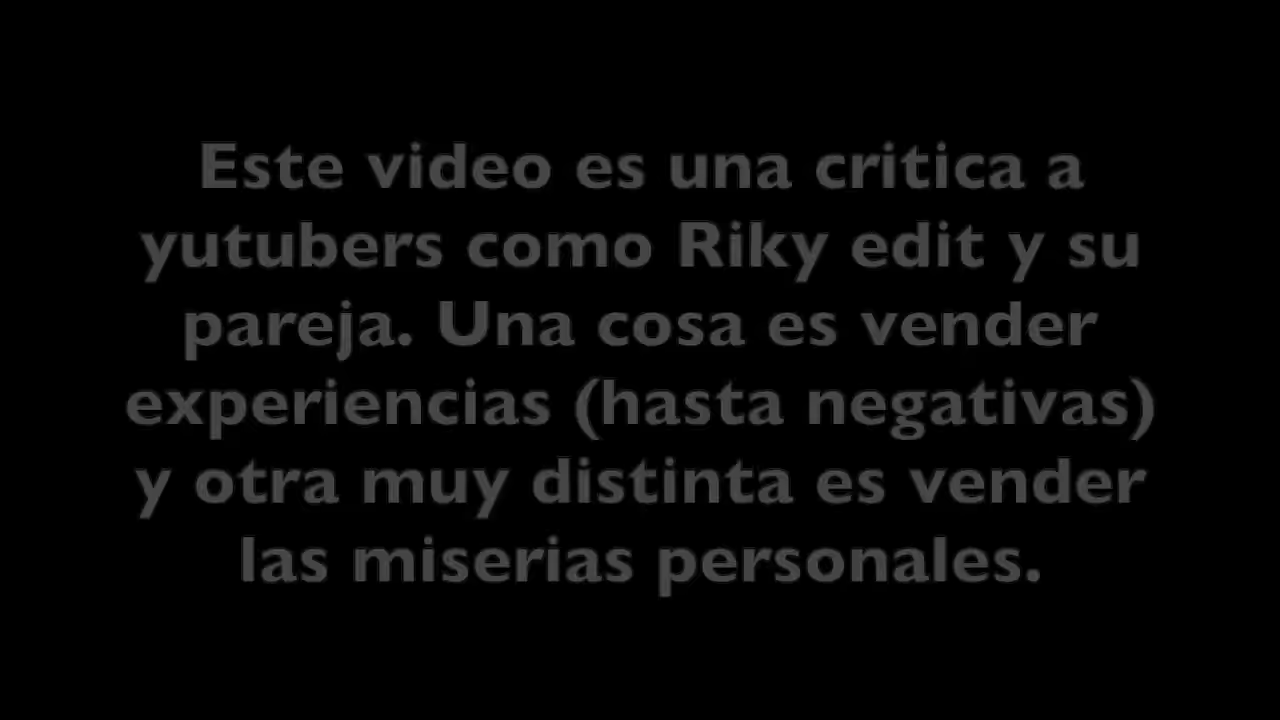 Este video es una critica a
yutubers como Riky edit y su
pareja. Una cosa es vender
experiencias (hasta negativas)
y otra muy distinta es vender
las miserias personales.